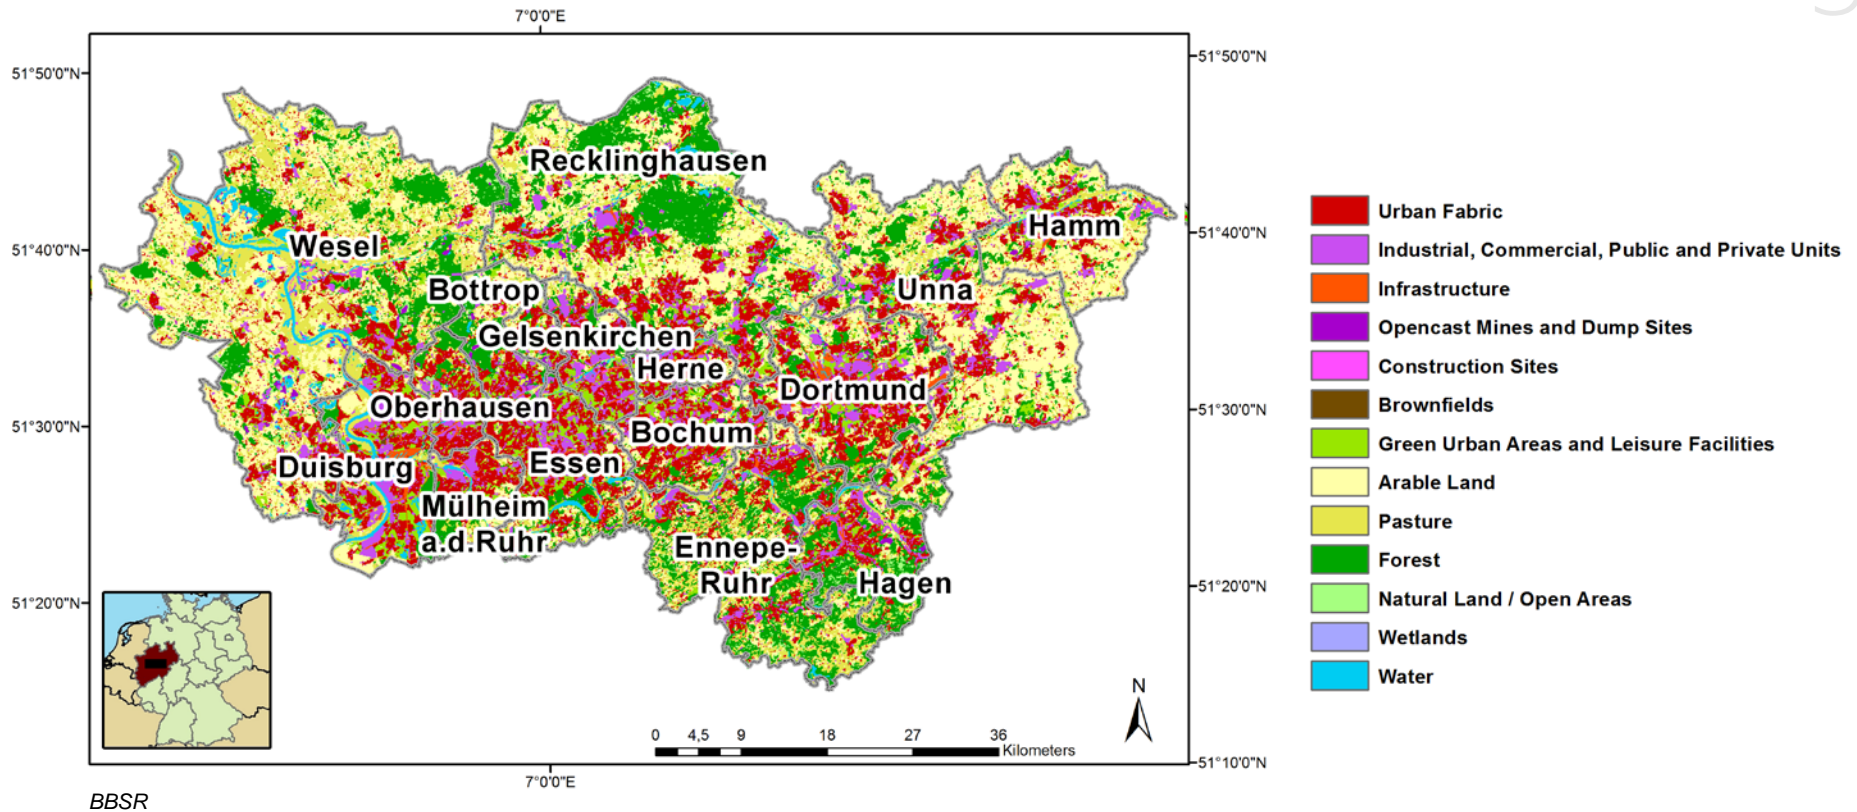 7°0'0"E
51°50'0"N
51°50'0"N
Recklinghausen
Hamm
51°40'0"N
51°40'0"N
Wesel
Bottrop
Unna
Gelsenkirchen
Herne
Dortmund
Oberhausen
51°30'0"N
51°30'0"N
Bochum
Duisburg
Essen
Mülheim
a.d.Ruhr
Ennepe-
Ruhr
Hagen
51°20'0"N
51°20'0"N
N
0 4,5 9 18 27 36
Kilometers
51°10'0"N
7°0'0"E
BBSR
Urban Fabric
Industrial, Commercial, Public and Private Units
Infrastructure
Opencast Mines and Dump Sites
Construction Sites
Brownfields
Green Urban Areas and Leisure Facilities
Arable Land
Pasture
Forest
Natural Land / Open Areas
Wetlands
Water